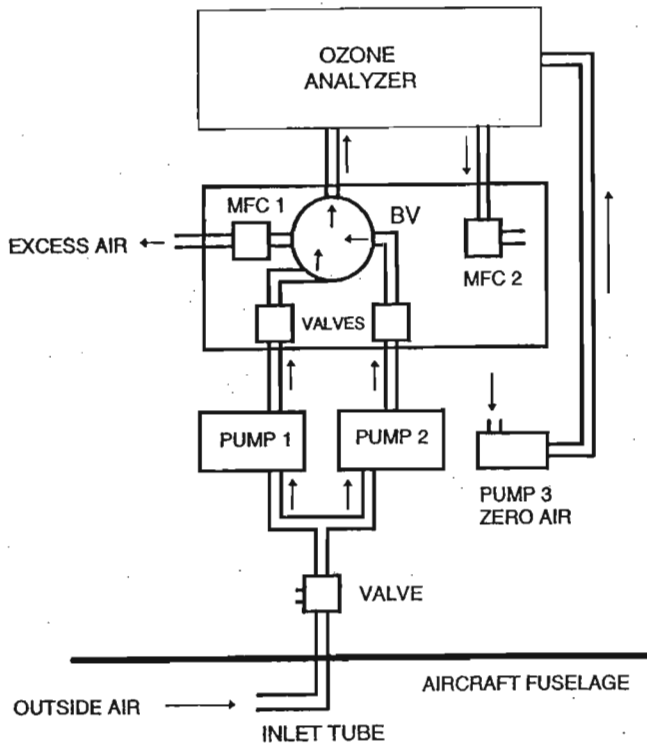 OZONE
ANALYZER
MFC 1
BV
EXCESS AIR
MFC 2
VALVES
PUMP 1
PUMP 2
PUMP 3
ZERO AIR
VALVE
AIRCRAFT FUSELAGE
OUTSIDE AIR
INLET TUBE